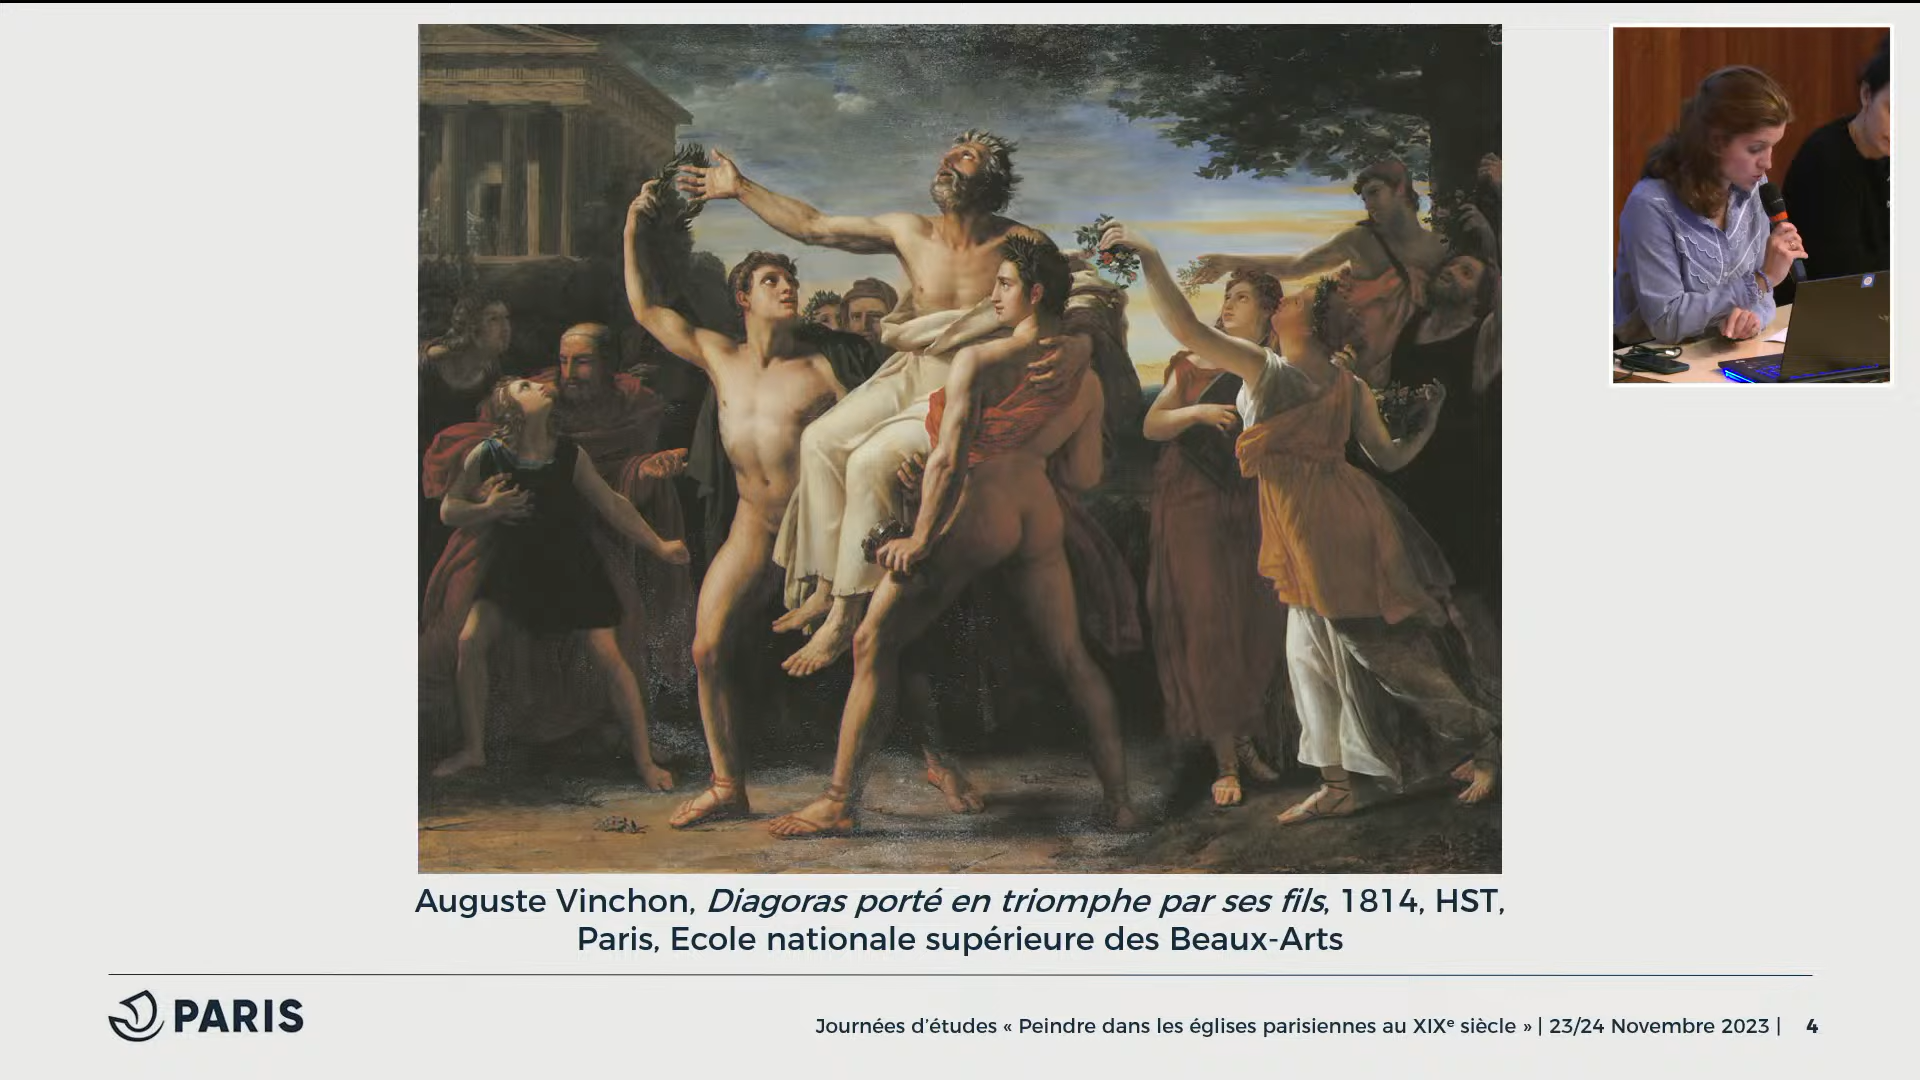 Auguste Vinchon, Diagoras porté en triomphe par ses fils, 1814, HST,
Paris, Ecole nationale supérieure des Beaux-Arts
PARIS
Journées d'études « Peindre dans les églises parisiennes au XIXe siècle » | 23/24 Novembre 2023 | 4